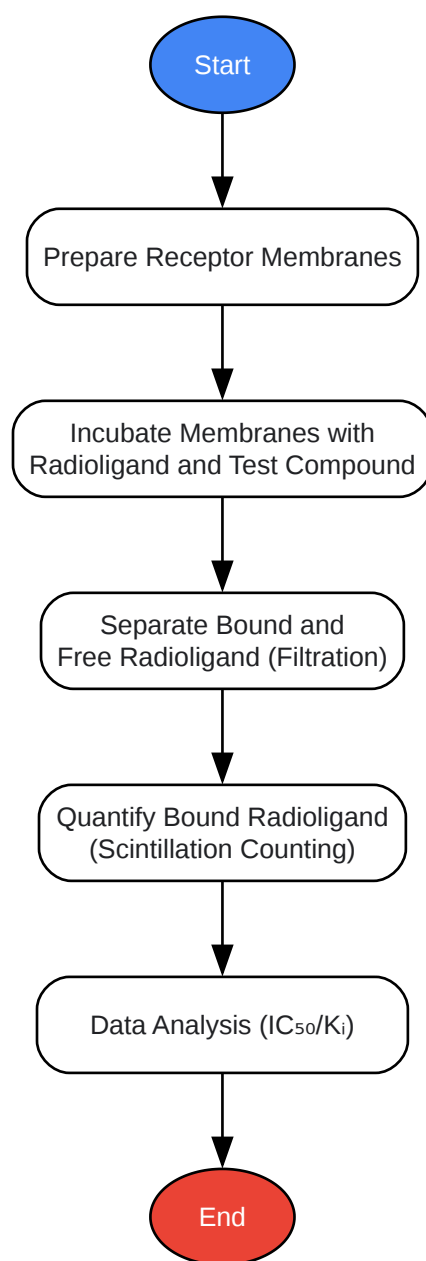 Start
Prepare Receptor Membranes
Incubate Membranes with
Radioligand and Test Compound
Separate Bound and
Free Radioligand (Filtration)
Quantify Bound Radioligand
(Scintillation Counting)
Data Analysis (IC₅₀/Kᵢ)
End